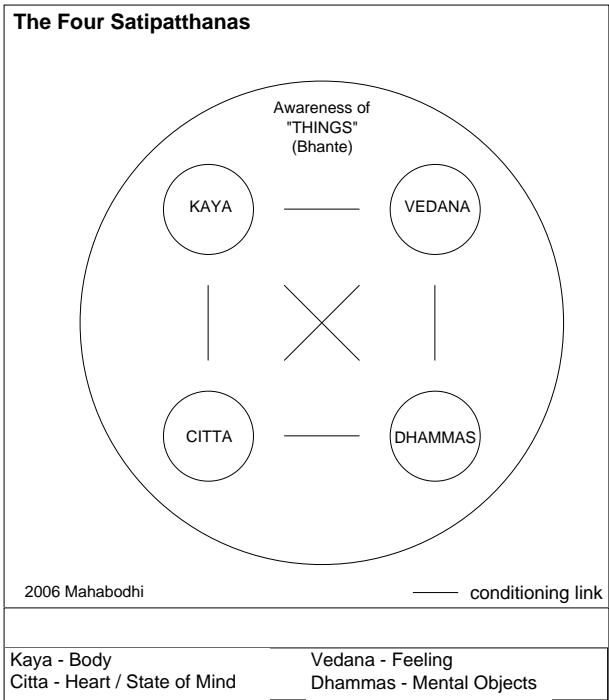 The Four Satipatthanas
Awareness of
"THINGS"
(Bhante)
KAYA
VEDANA
CITTA
DHAMMAS
2006 Mahabodhi
conditioning link
Kaya - Body
Vedana - Feeling
Citta - Heart / State of Mind
Dhammas - Mental Objects